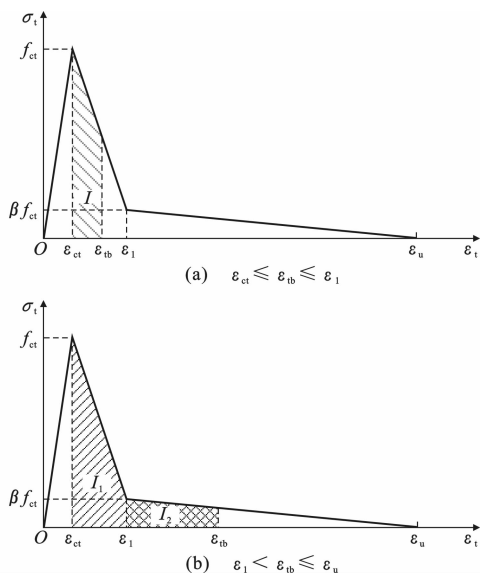 σt
fct
I
βfct
O εct εtb ε1 εu εt
(a) εct ≤ εtb ≤ ε1
σt
fct
I1
βfct I2
O εct ε1 εtb εu εt
(b) ε1 < εtb ≤ εu